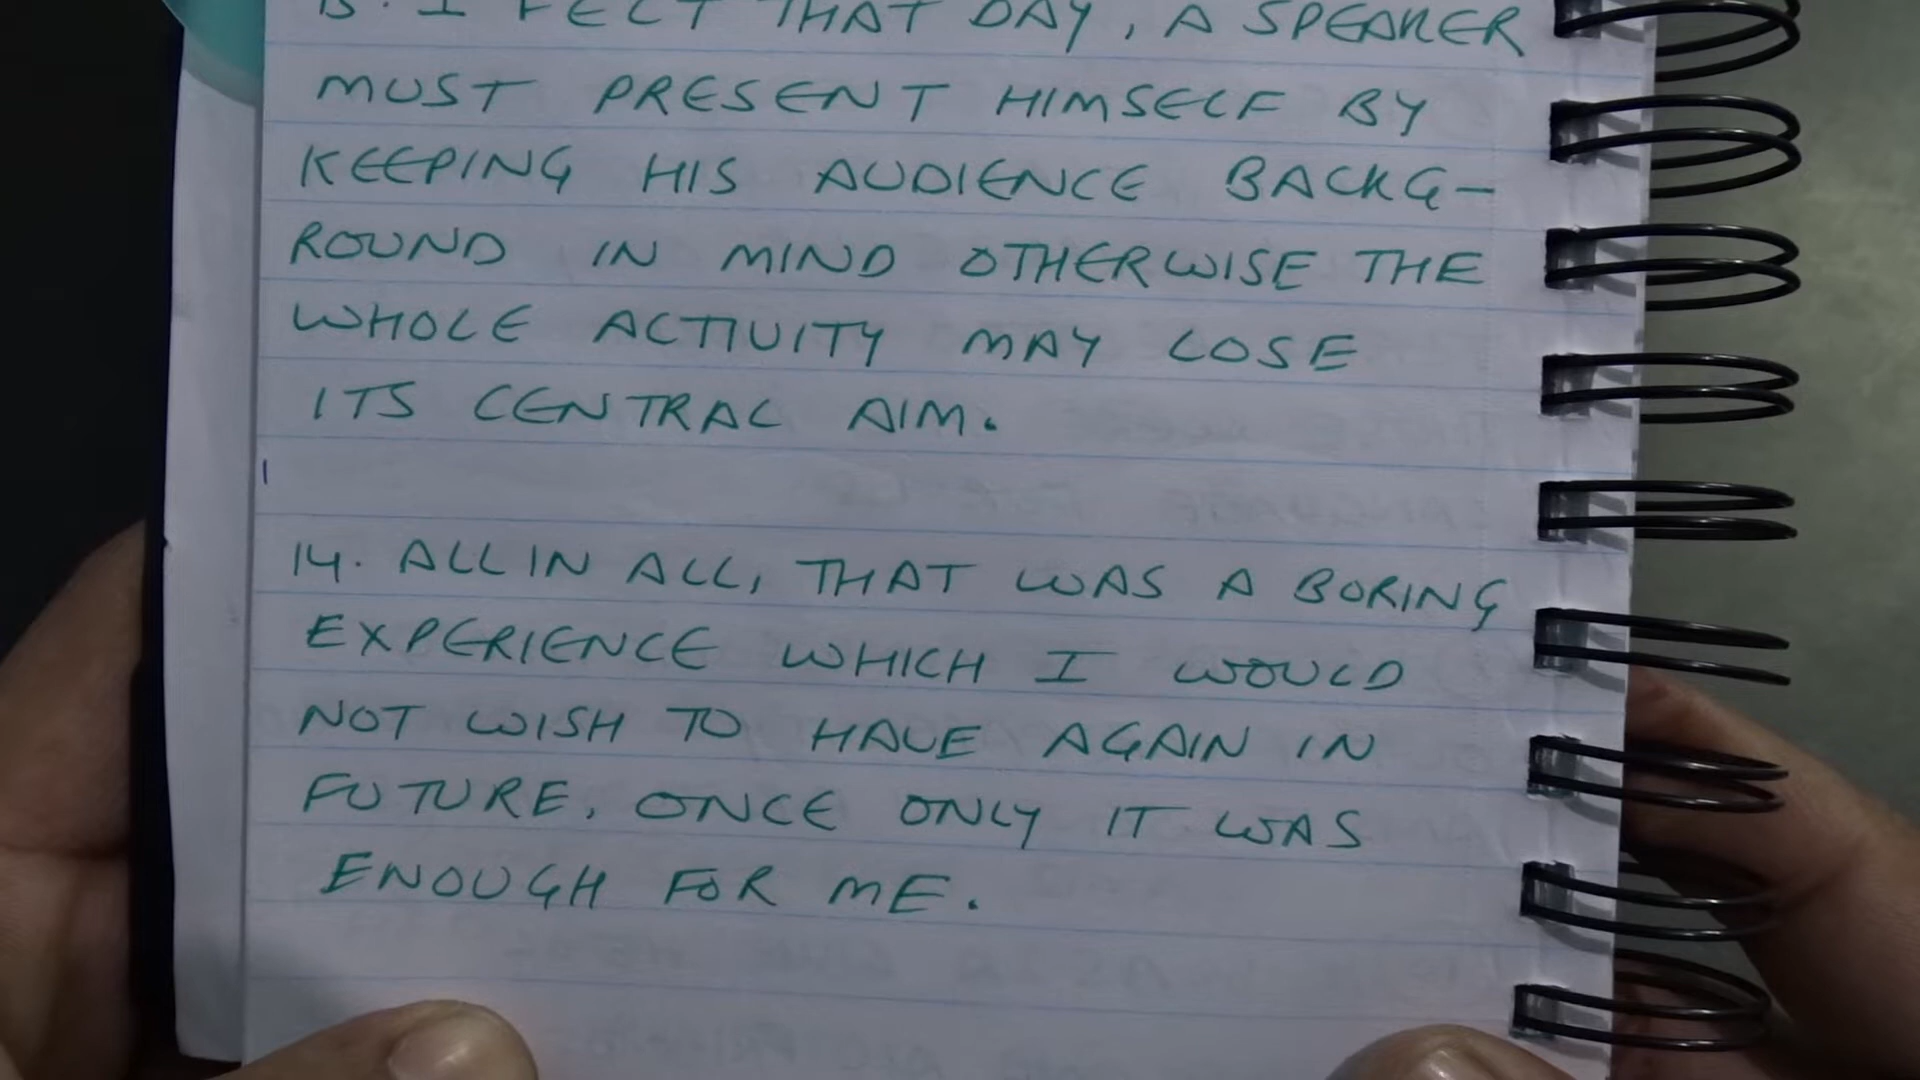 13. I FELT THAT DAY, A SPEAKER
MUST PRESENT HIMSELF BY
KEEPING HIS AUDIENCE BACKG-
ROUND IN MIND OTHERWISE THE
WHOLE ACTIVITY MAY LOSE
ITS CENTRAL AIM.
14. ALL IN ALL, THAT WAS A BORING
EXPERIENCE WHICH I WOULD
NOT WISH TO HAVE AGAIN IN
FUTURE. ONCE ONLY IT WAS
ENOUGH FOR ME.